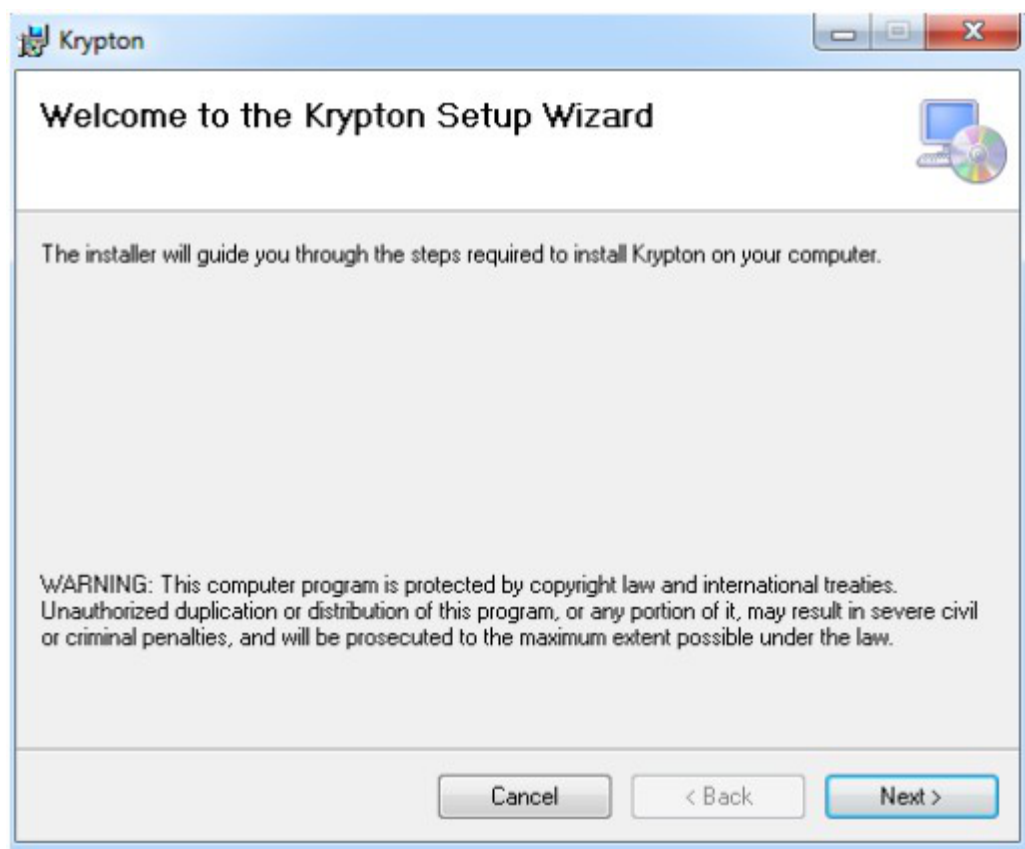 Krypton
Welcome to the Krypton Setup Wizard
The installer will guide you through the steps required to install Krypton on your computer.
WARNING: This computer program is protected by copyright law and international treaties.
Unauthorized duplication or distribution of this program, or any portion of it, may result in severe civil
or criminal penalties, and will be prosecuted to the maximum extent possible under the law.
Cancel
< Back
Next >